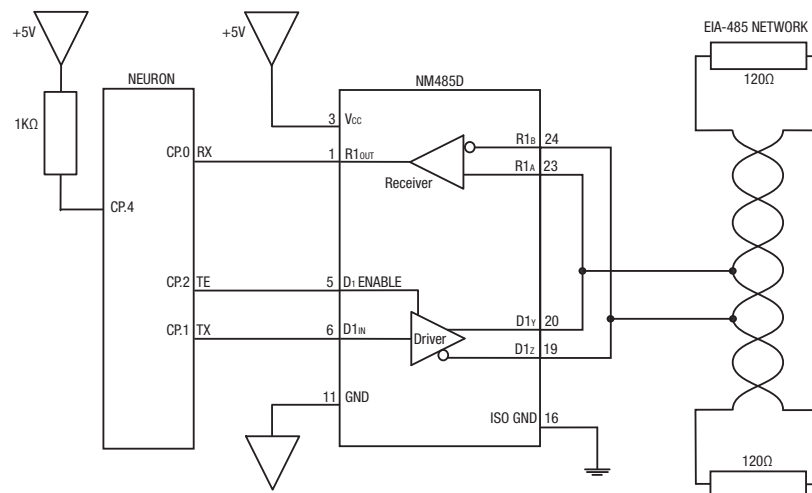 +5V
+5V
EIA-485 NETWORK
120Ω
NEURON
NM485D
1KΩ
3 VCC
CP.0 RX
1 R1OUT
R1B 24
R1A 23
Receiver
CP.4
CP.2 TE
5 D1 ENABLE
CP.1 TX
6 D1IN
Driver
D1Y 20
D1Z 19
11 GND
ISO GND 16
120Ω